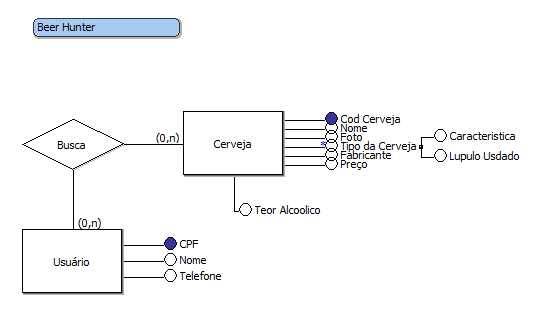 Beer Hunter
Cod Cerveja
Nome
Foto
Tipo da Cerveja
Fabricante
Preço
Caracteristica
Lupulo Usdado
(0,n)
Busca
Cerveja
Teor Alcoolico
(0,n)
Usuário
CPF
Nome
Telefone